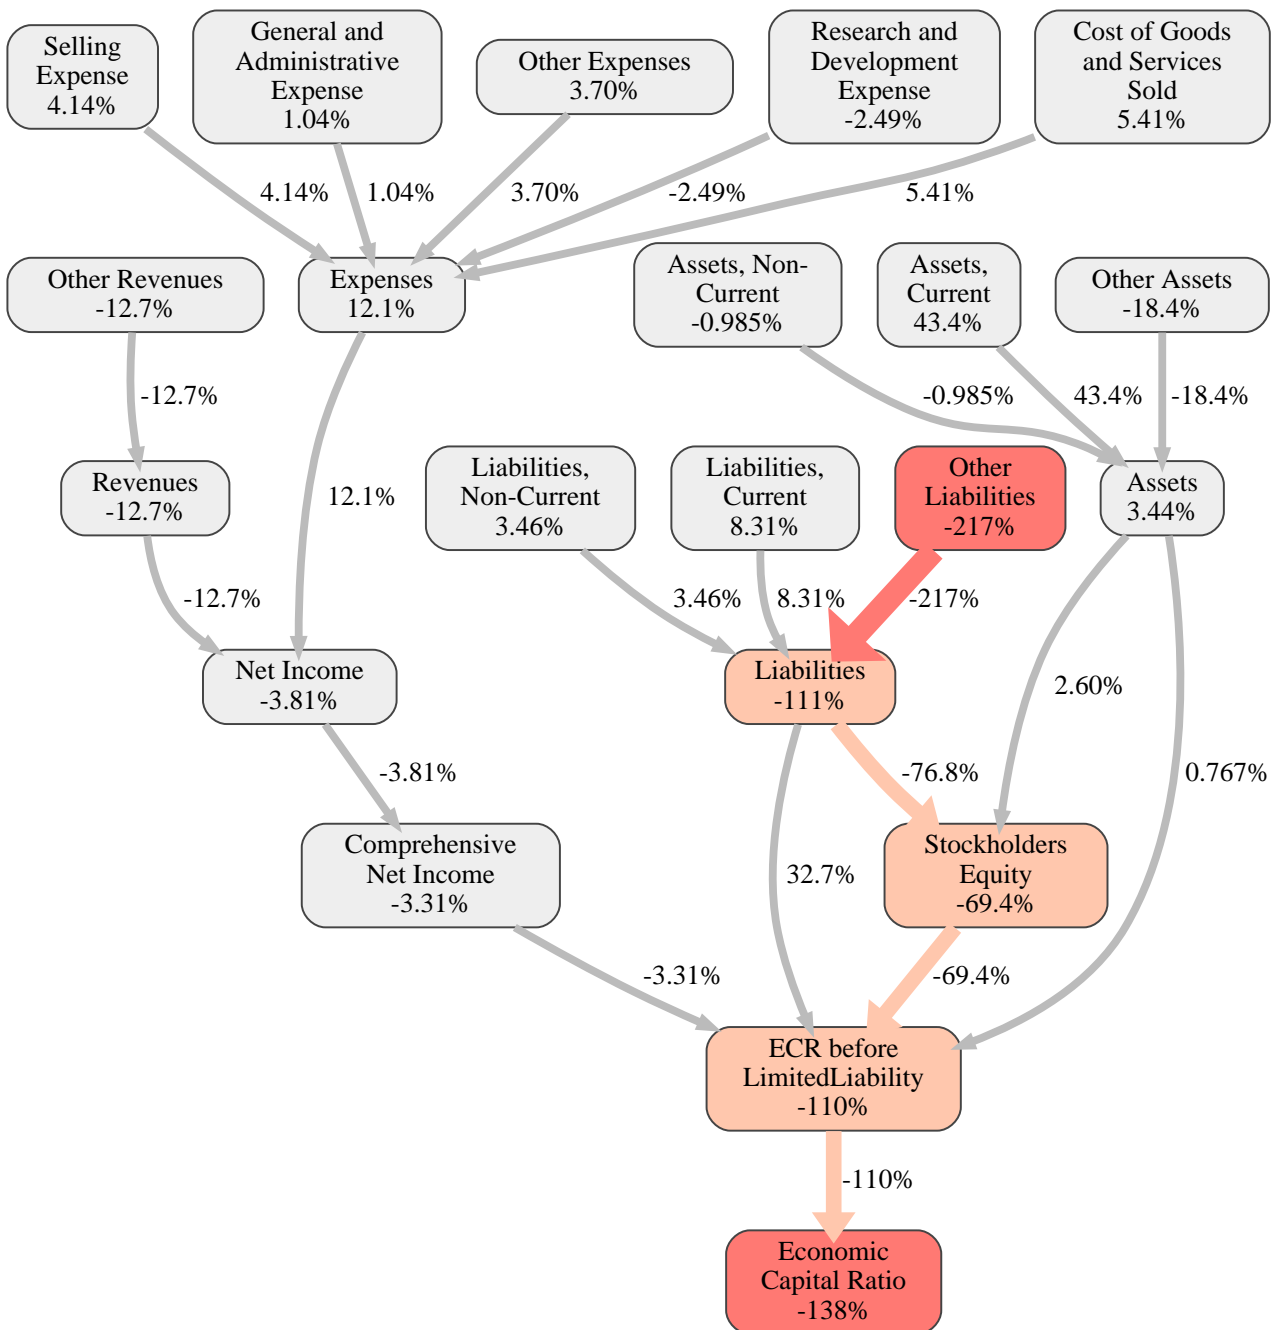 Selling
Expense
4.14%
General and
Administrative
Expense
1.04%
Other Expenses
3.70%
Research and
Development
Expense
-2.49%
Cost of Goods
and Services
Sold
5.41%
4.14%
1.04%
3.70%
-2.49%
5.41%
Other Revenues
-12.7%
Expenses
12.1%
Assets, Non-
Current
-0.985%
Assets,
Current
43.4%
Other Assets
-18.4%
-12.7%
-0.985%
43.4%
-18.4%
Revenues
-12.7%
12.1%
Liabilities,
Non-Current
3.46%
Liabilities,
Current
8.31%
Other
Liabilities
-217%
Assets
3.44%
-12.7%
3.46%
8.31%
-217%
Net Income
-3.81%
Liabilities
-111%
2.60%
-3.81%
-76.8%
0.767%
Comprehensive
Net Income
-3.31%
32.7%
Stockholders
Equity
-69.4%
-3.31%
-69.4%
ECR before
LimitedLiability
-110%
-110%
Economic
Capital Ratio
-138%